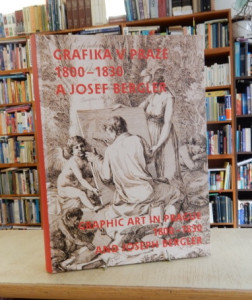 GRAFIKA V PRAZE
1800–1830
A JOSEF BERGLER
GRAPHIC ART IN PRAGUE
1800–1830
AND JOSEPH BERGLER